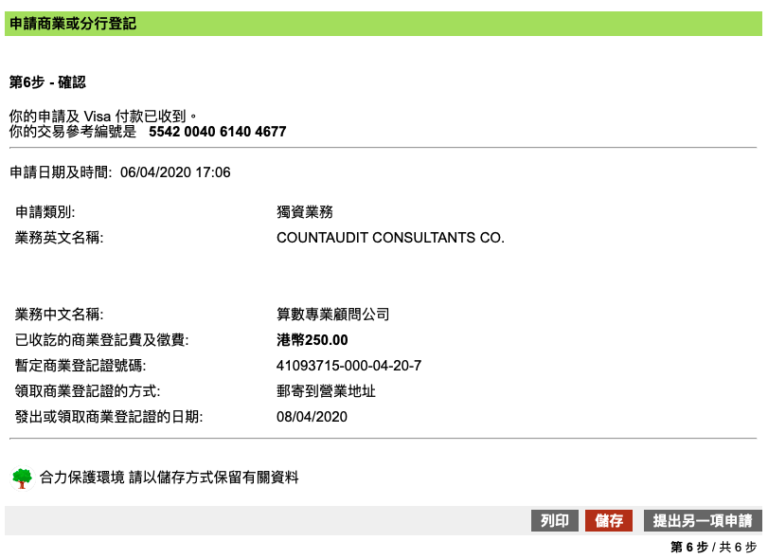 申請商業或分行登記
第6步 - 確認
你的申請及 Visa 付款已收到。
你的交易參考編號是 5542 0040 6140 4677
申請日期及時間: 06/04/2020 17:06
申請類別: 獨資業務
業務英文名稱: COUNTAUDIT CONSULTANTS CO.
業務中文名稱: 算數專業顧問公司
已收訖的商業登記費及徵費: 港幣250.00
暫定商業登記證號碼: 41093715-000-04-20-7
領取商業登記證的方式: 郵寄到營業地址
發出或領取商業登記證的日期: 08/04/2020
合力保護環境 請以儲存方式保留有關資料
列印 儲存 提出另一項申請
第 6 步 / 共 6 步